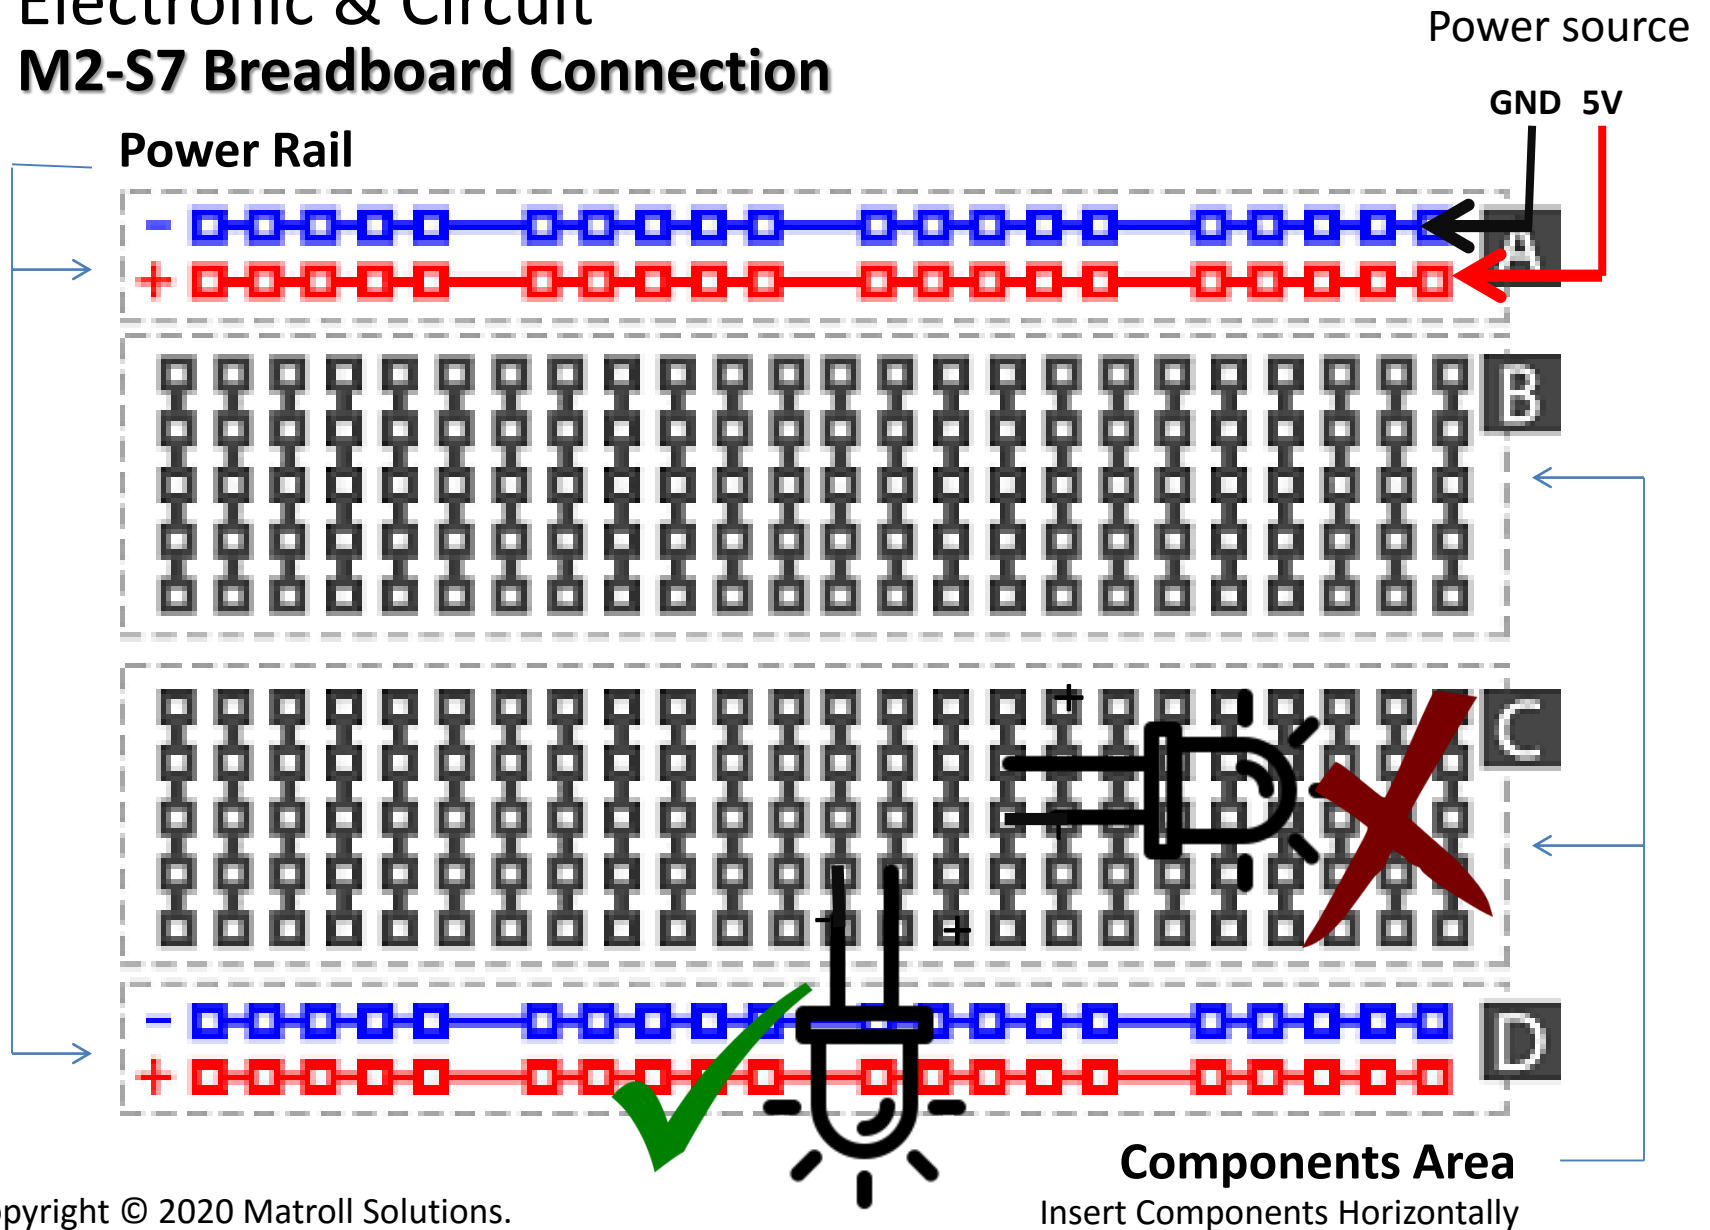 Electronic & Circuit
M2-S7 Breadboard Connection
Power source
GND 5V
Power Rail
-
+
A
B
+
C
-
-
+
-
+
D
Components Area
Insert Components Horizontally
opyright © 2020 Matroll Solutions.